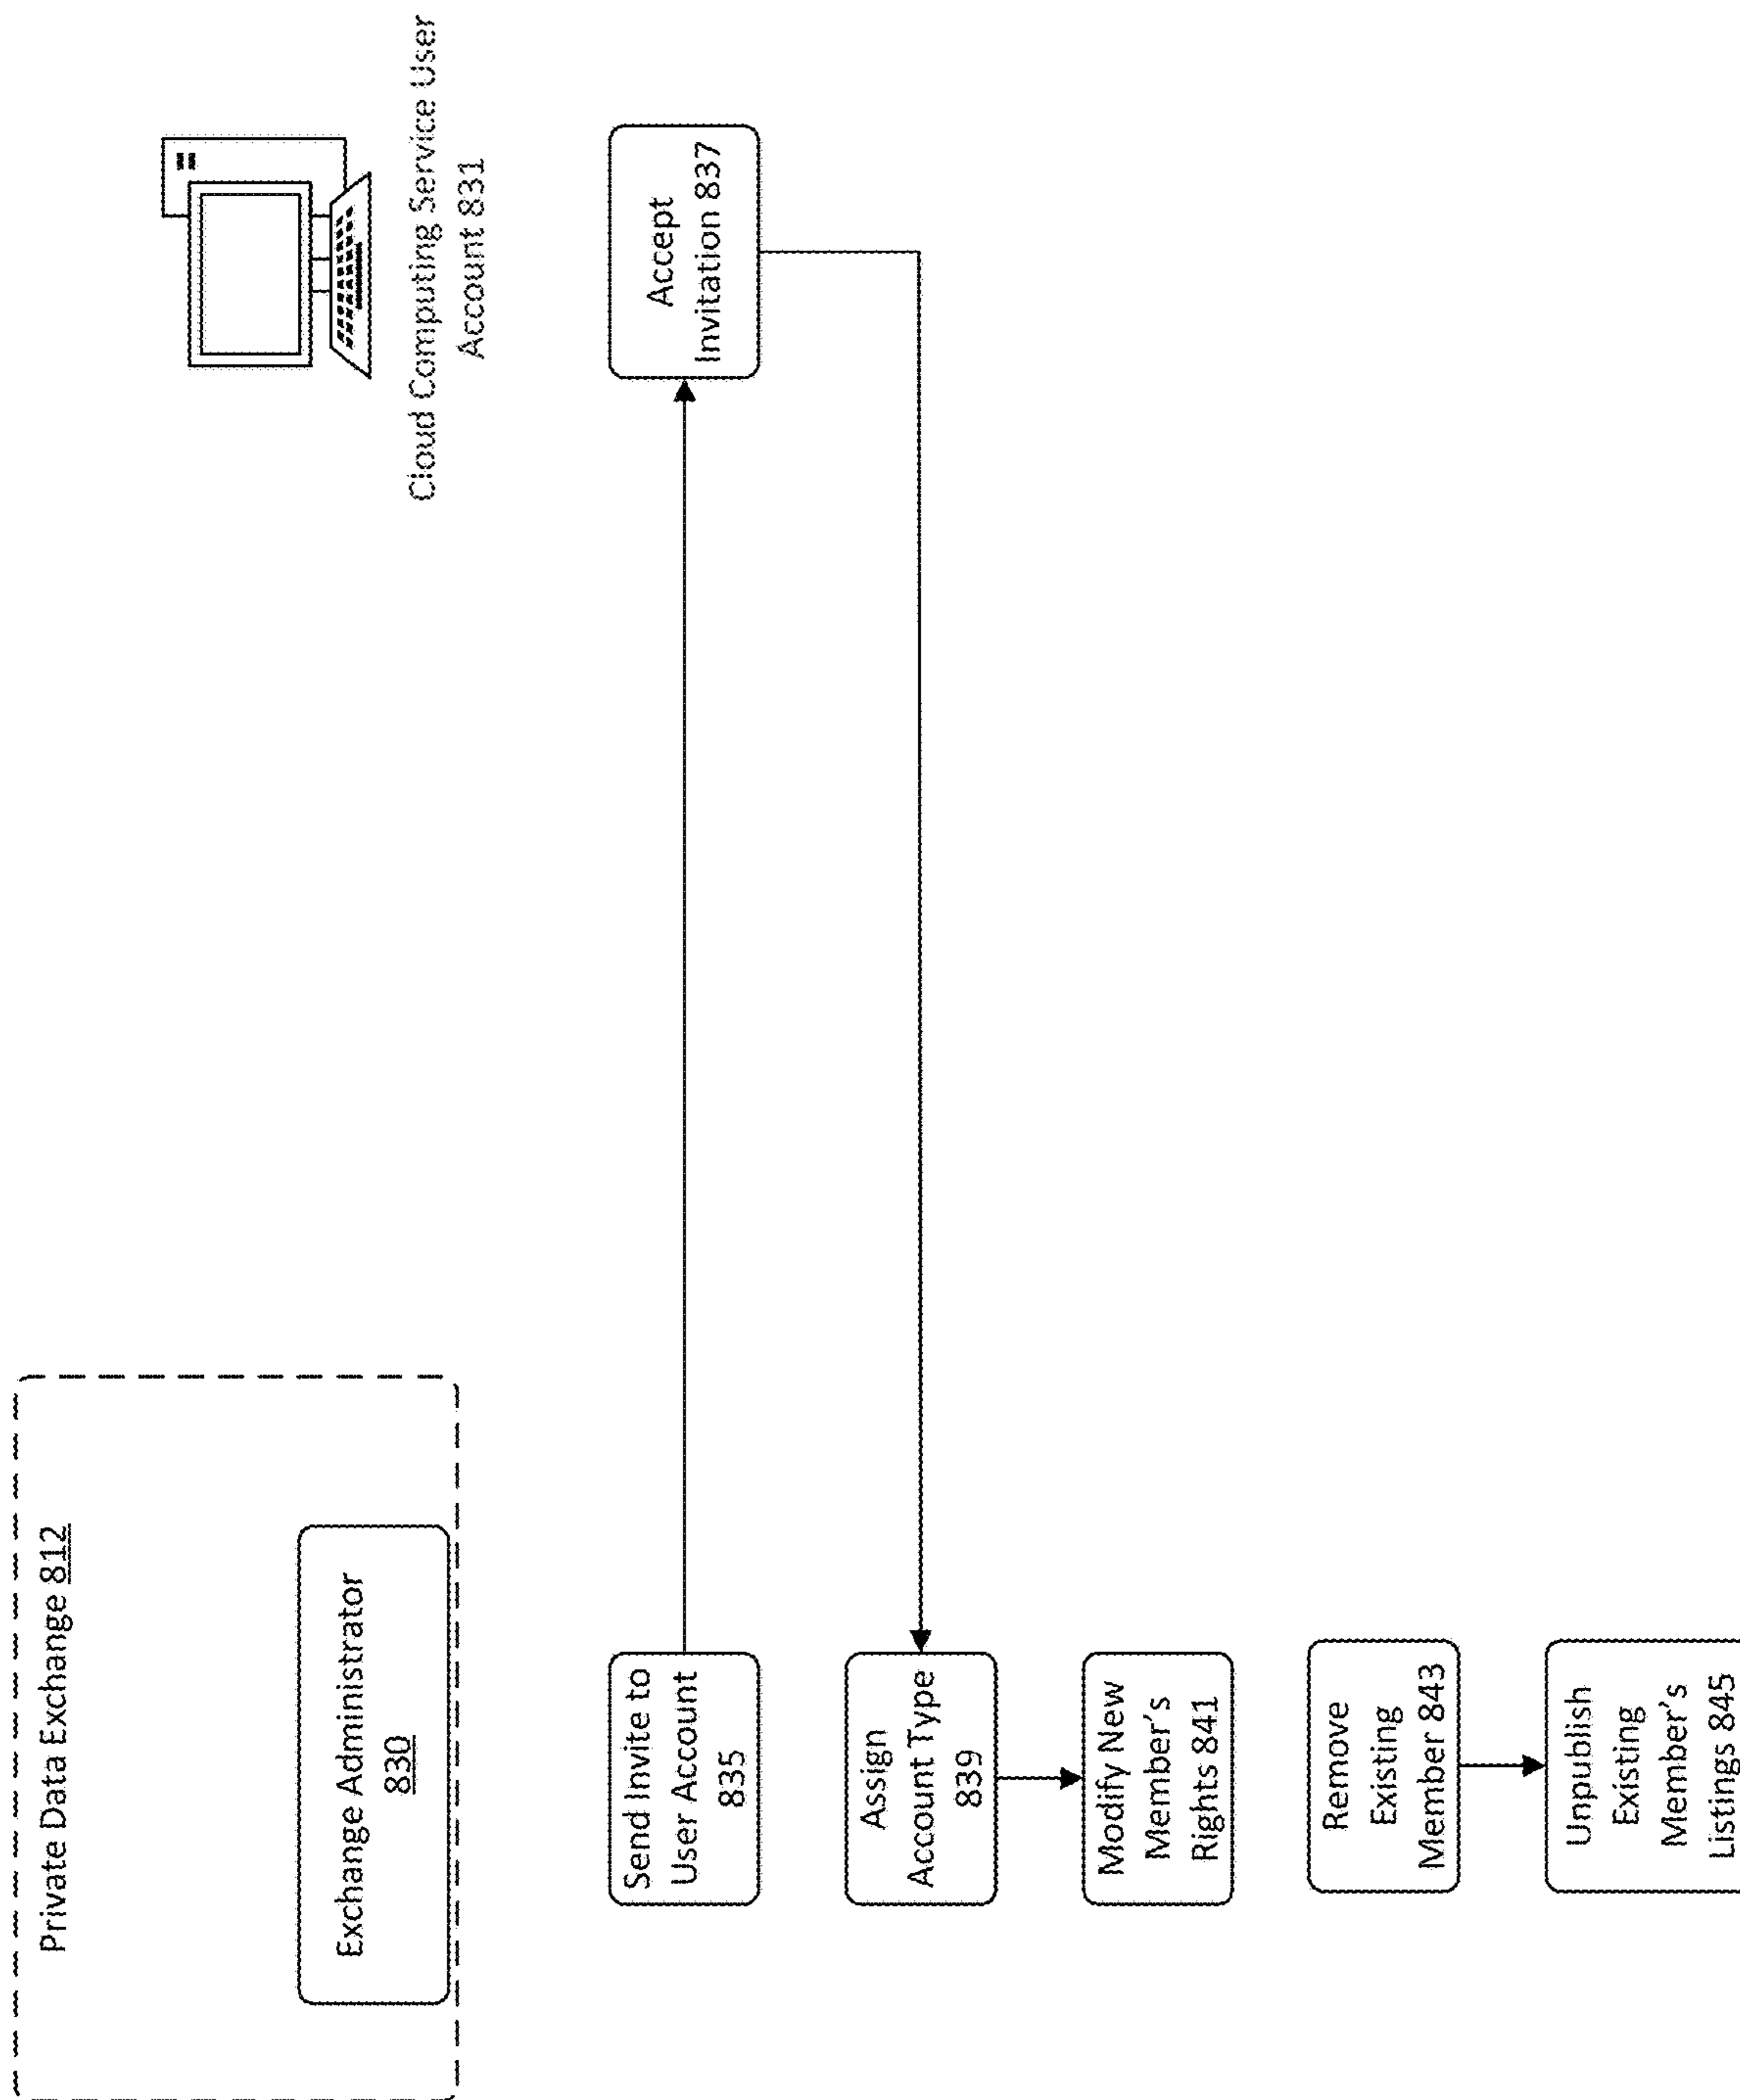 Private Data Exchange 812
Exchange Administrator
830
Cloud Computing Service User
Account 831
Send Invite to
User Account
835
Accept
Invitation 837
Assign
Account Type
839
Modify New
Member's
Rights 841
Remove
Existing
Member 843
Unpublish
Existing
Member's
Listings 845